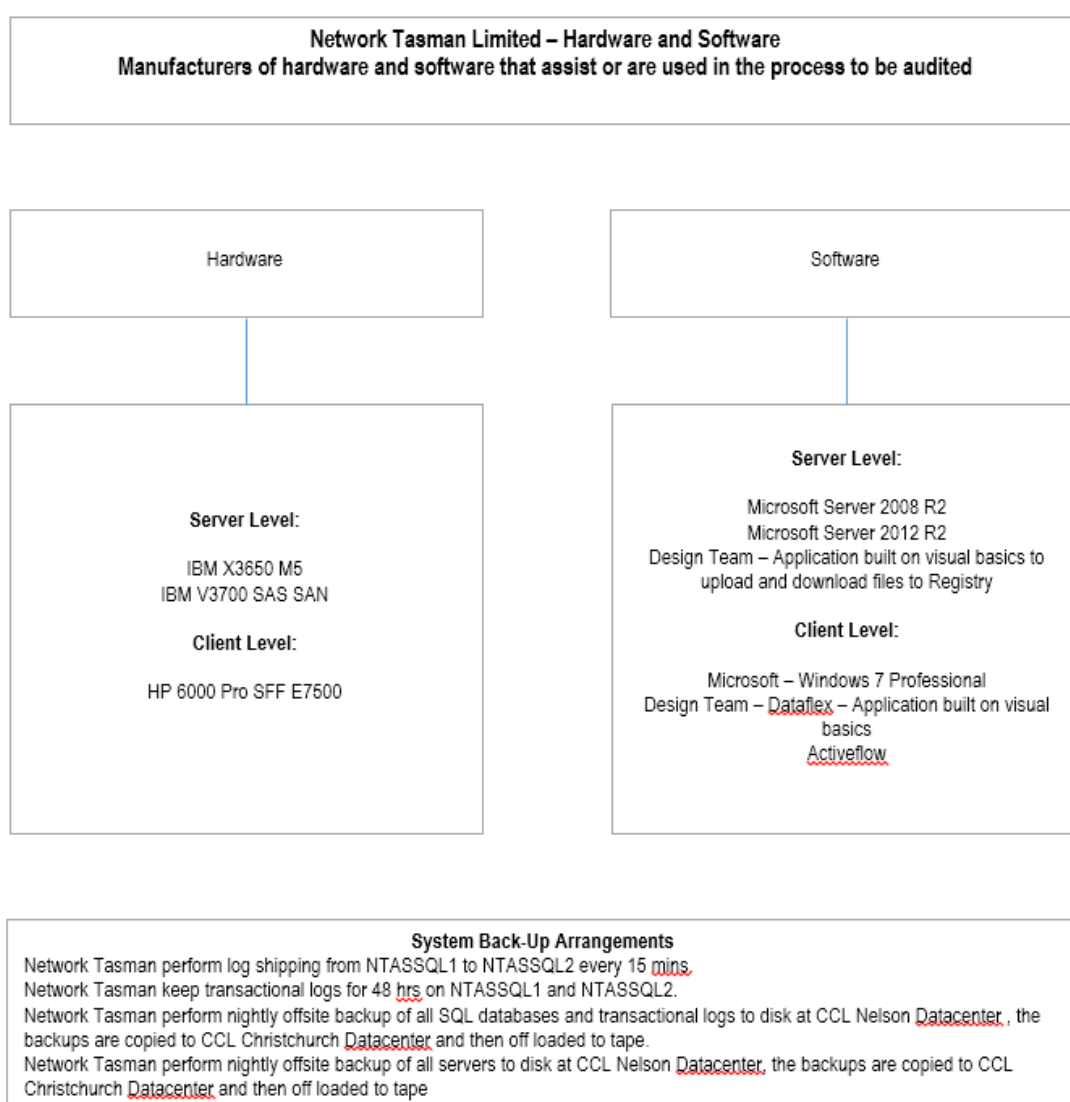 Network Tasman Limited – Hardware and Software
Manufacturers of hardware and software that assist or are used in the process to be audited
Hardware
Software
Server Level:
IBM X3650 M5
IBM V3700 SAS SAN
Client Level:
HP 6000 Pro SFF E7500
Server Level:
Microsoft Server 2008 R2
Microsoft Server 2012 R2
Design Team – Application built on visual basics to
upload and download files to Registry
Client Level:
Microsoft – Windows 7 Professional
Design Team – Dataflex – Application built on visual
basics
Activeflow
System Back-Up Arrangements
Network Tasman perform log shipping from NTASSQL1 to NTASSQL2 every 15 mins.
Network Tasman keep transactional logs for 48 hrs on NTASSQL1 and NTASSQL2.
Network Tasman perform nightly offsite backup of all SQL databases and transactional logs to disk at CCL Nelson Datacenter , the
backups are copied to CCL Christchurch Datacenter and then off loaded to tape.
Network Tasman perform nightly offsite backup of all servers to disk at CCL Nelson Datacenter, the backups are copied to CCL
Christchurch Datacenter and then off loaded to tape